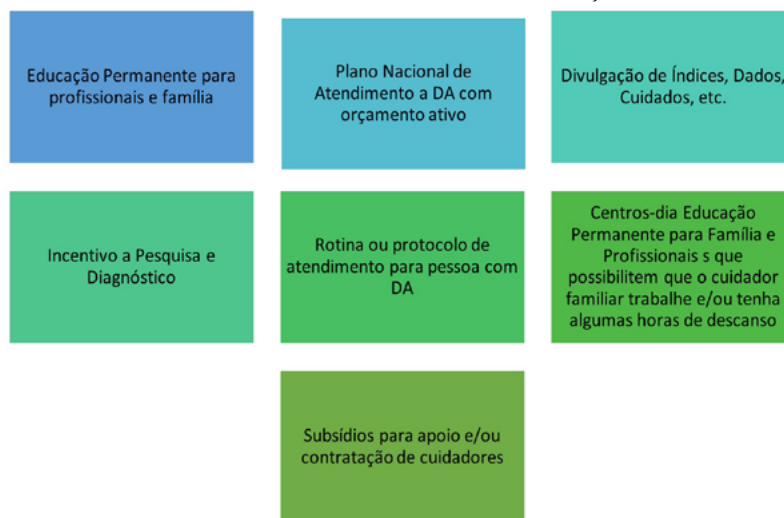 Educação Permanente para
profissionais e família
Plano Nacional de
Atendimento a DA com
orçamento ativo
Divulgação de Índices, Dados,
Cuidados, etc.
Incentivo a Pesquisa e
Diagnóstico
Rotina ou protocolo de
atendimento para pessoa com
DA
Centros-dia Educação
Permanente para Família e
Profissionais s que
possibilitem que o cuidador
familiar trabalhe e/ou tenha
algumas horas de descanso
Subsídios para apoio e/ou
contratação de cuidadores